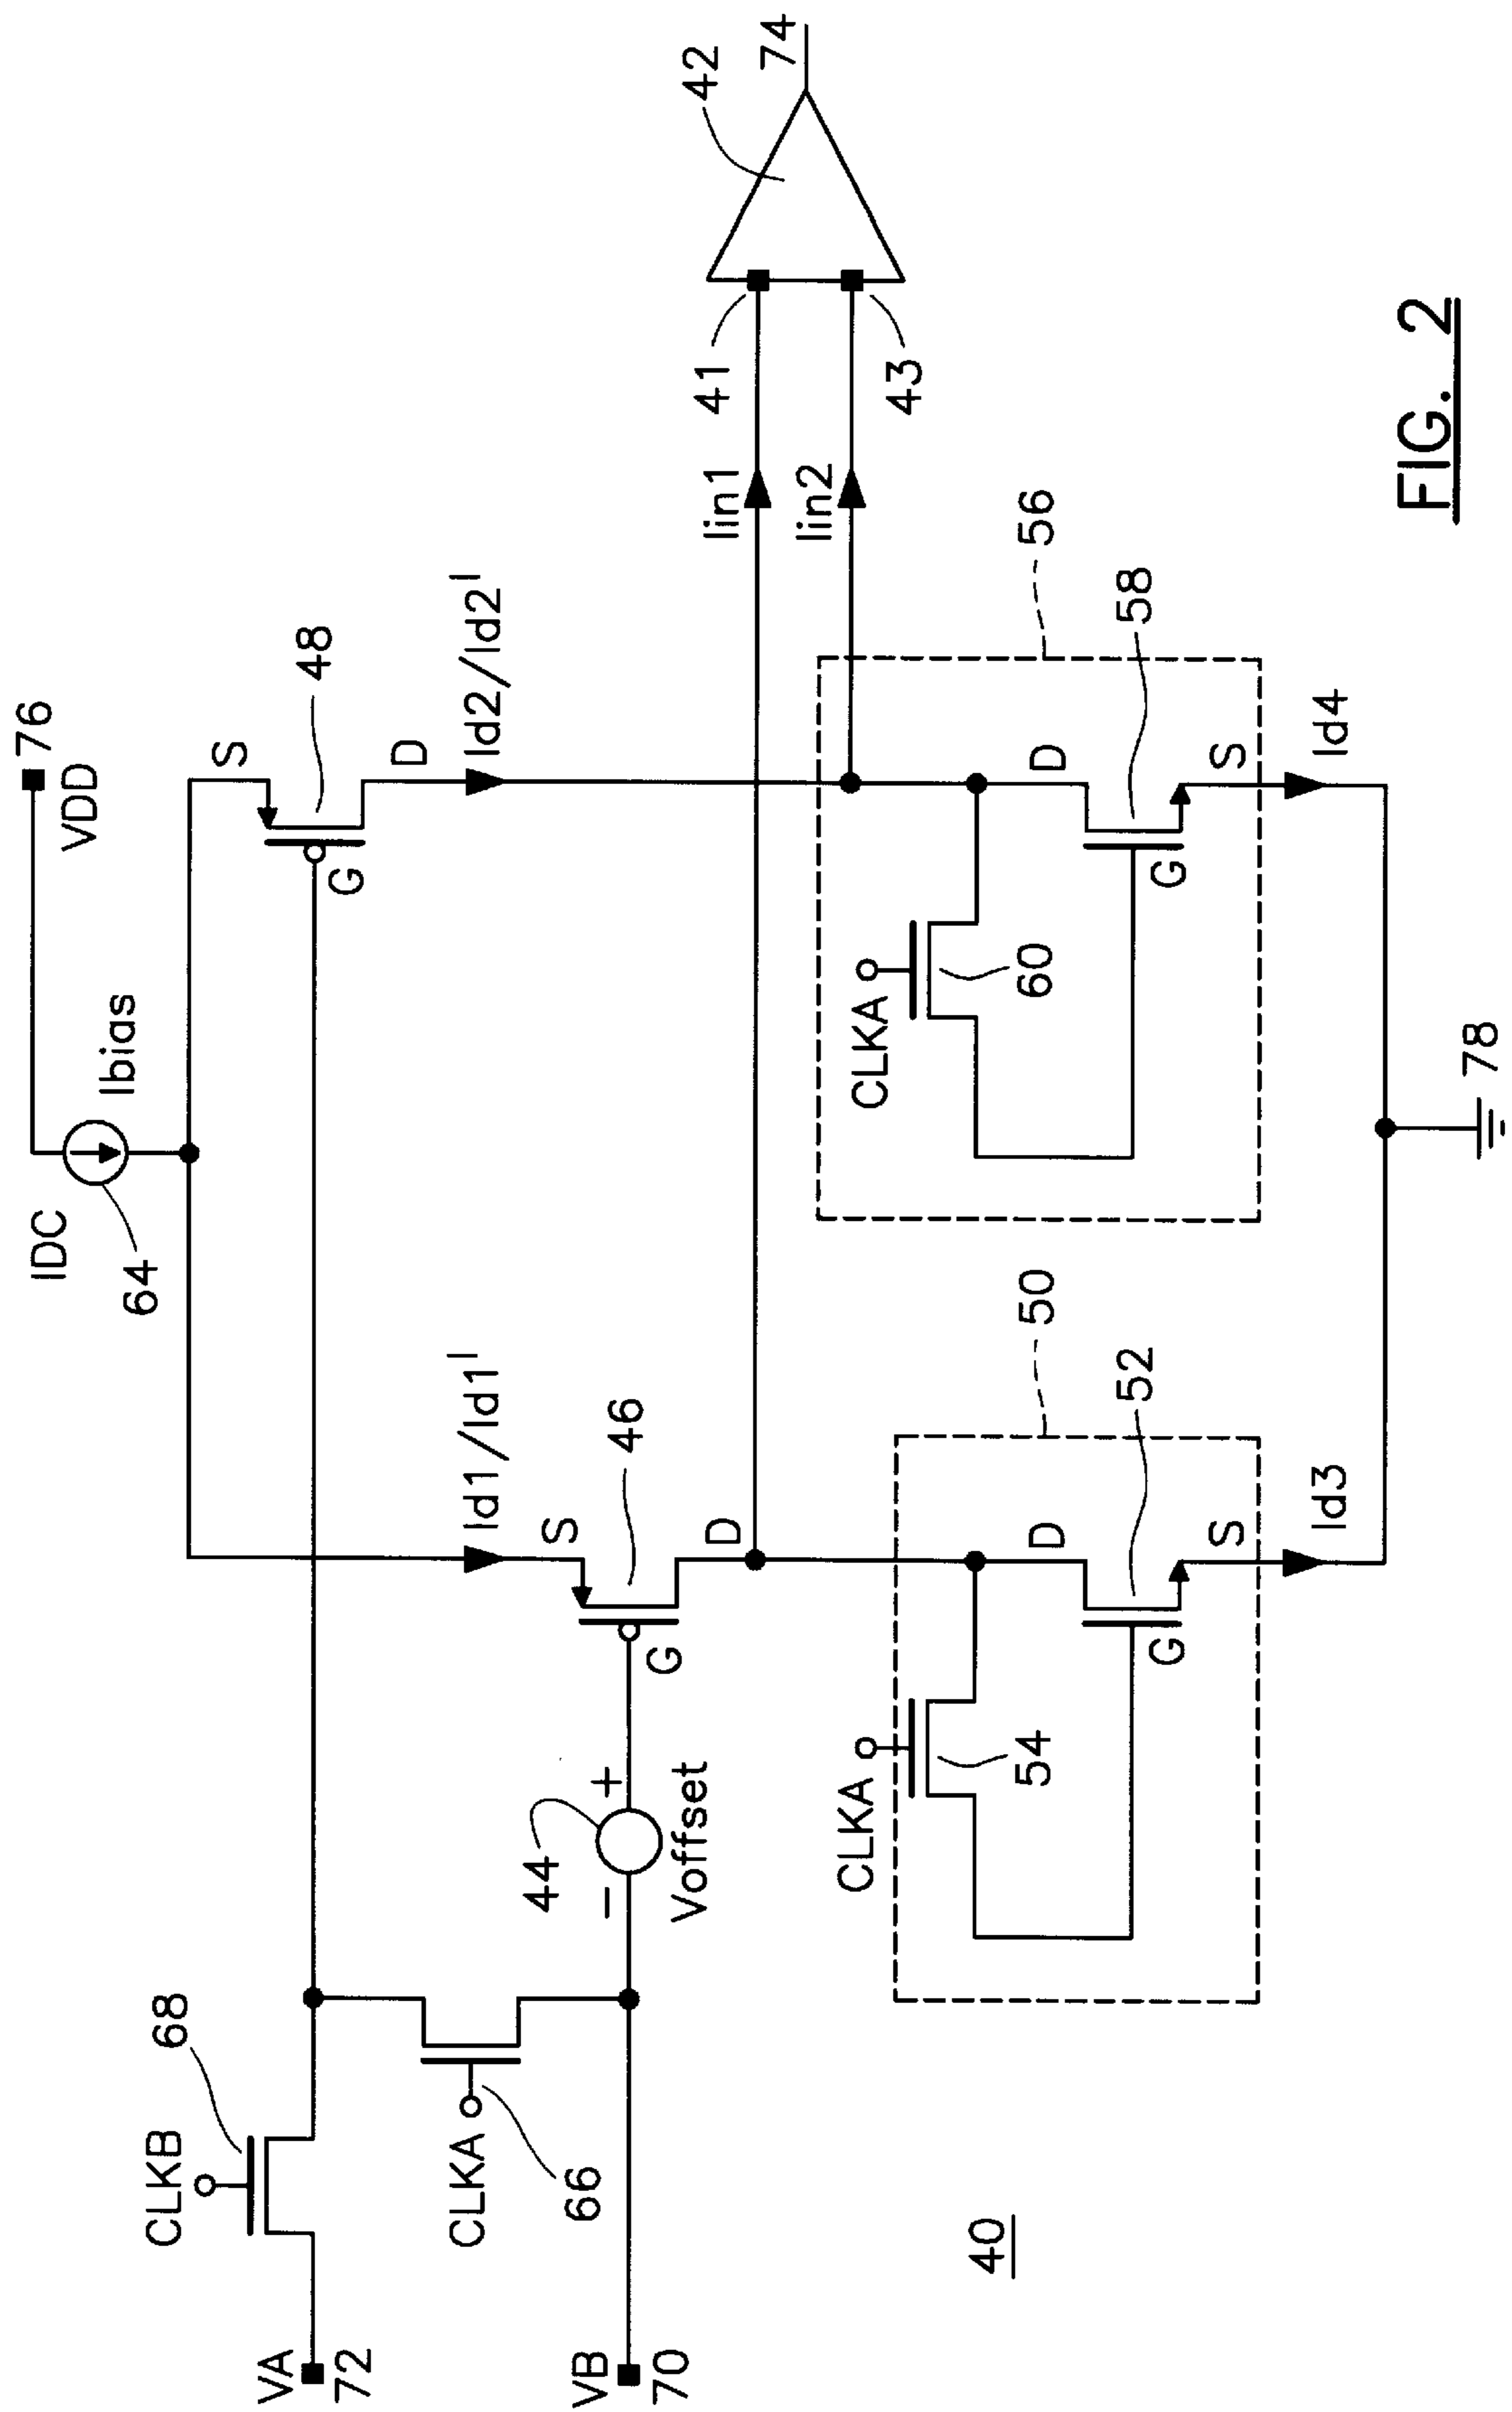 76
VDD
IDC
Ibias
64
S
48
G
D
Id2/Id2'
Id1/Id1'
CLKB
68
VA
72
CLKA
66
44
- +
Voffset
S
46
G
D
VB
70
Iin1
Iin2
41
43
42
74
CLKA
54
50
D
52
G
S
Id3
CLKA
60
56
D
58
G
S
Id4
78
40
FIG. 2